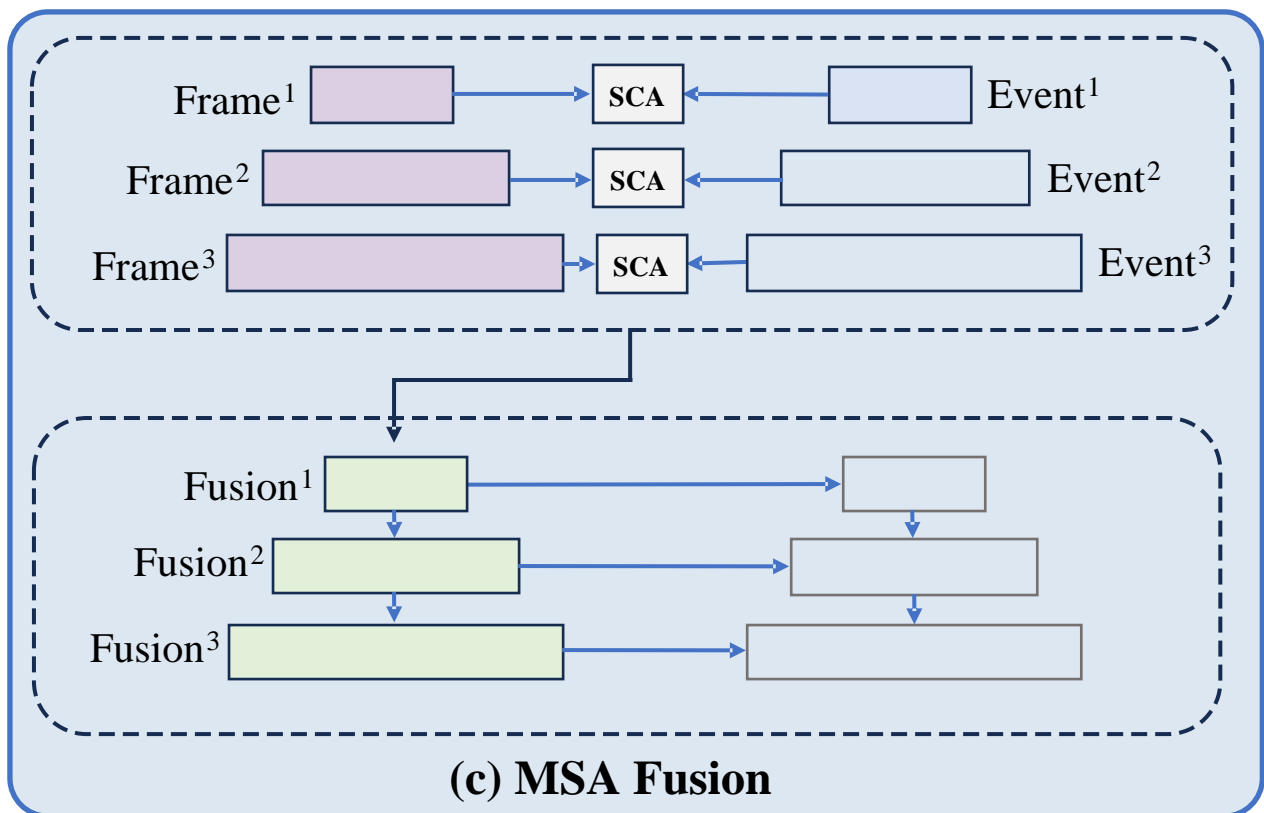 Frame¹ SCA Event¹
Frame² SCA Event²
Frame³ SCA Event³
Fusion¹
Fusion²
Fusion³
(c) MSA Fusion